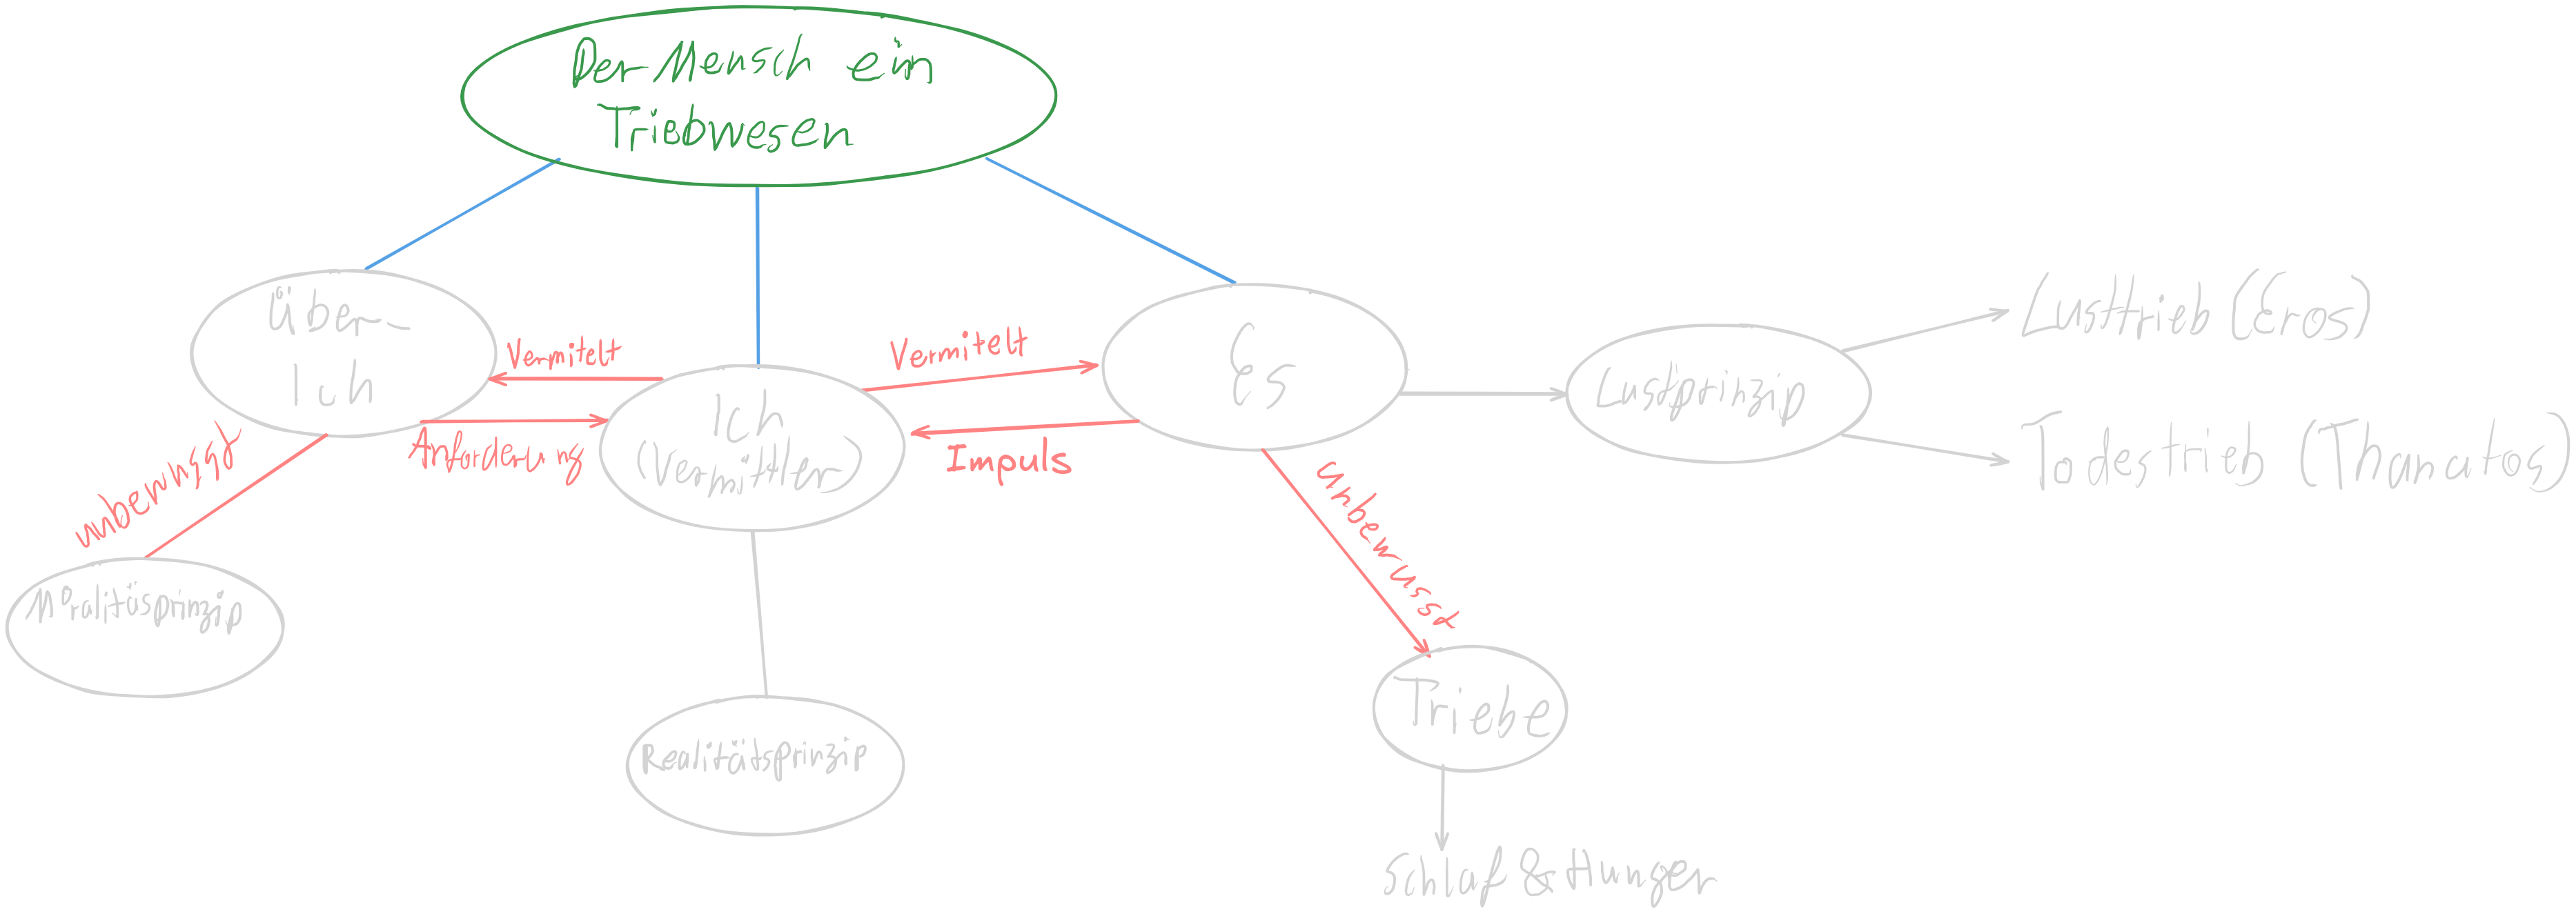 Der Mensch ein
Triebwesen
Über-
Ich
Vermitelt
Vermitelt
Es
Ich
(Vermittler)
Anforderung
Impuls
Lustprinzip
Lusttrieb (Eros)
Todestrieb (Thanatos)
unbewusst
unbewusst
Moralitäsprinzip
Realitätsprinzip
Triebe
Schlaf & Hunger